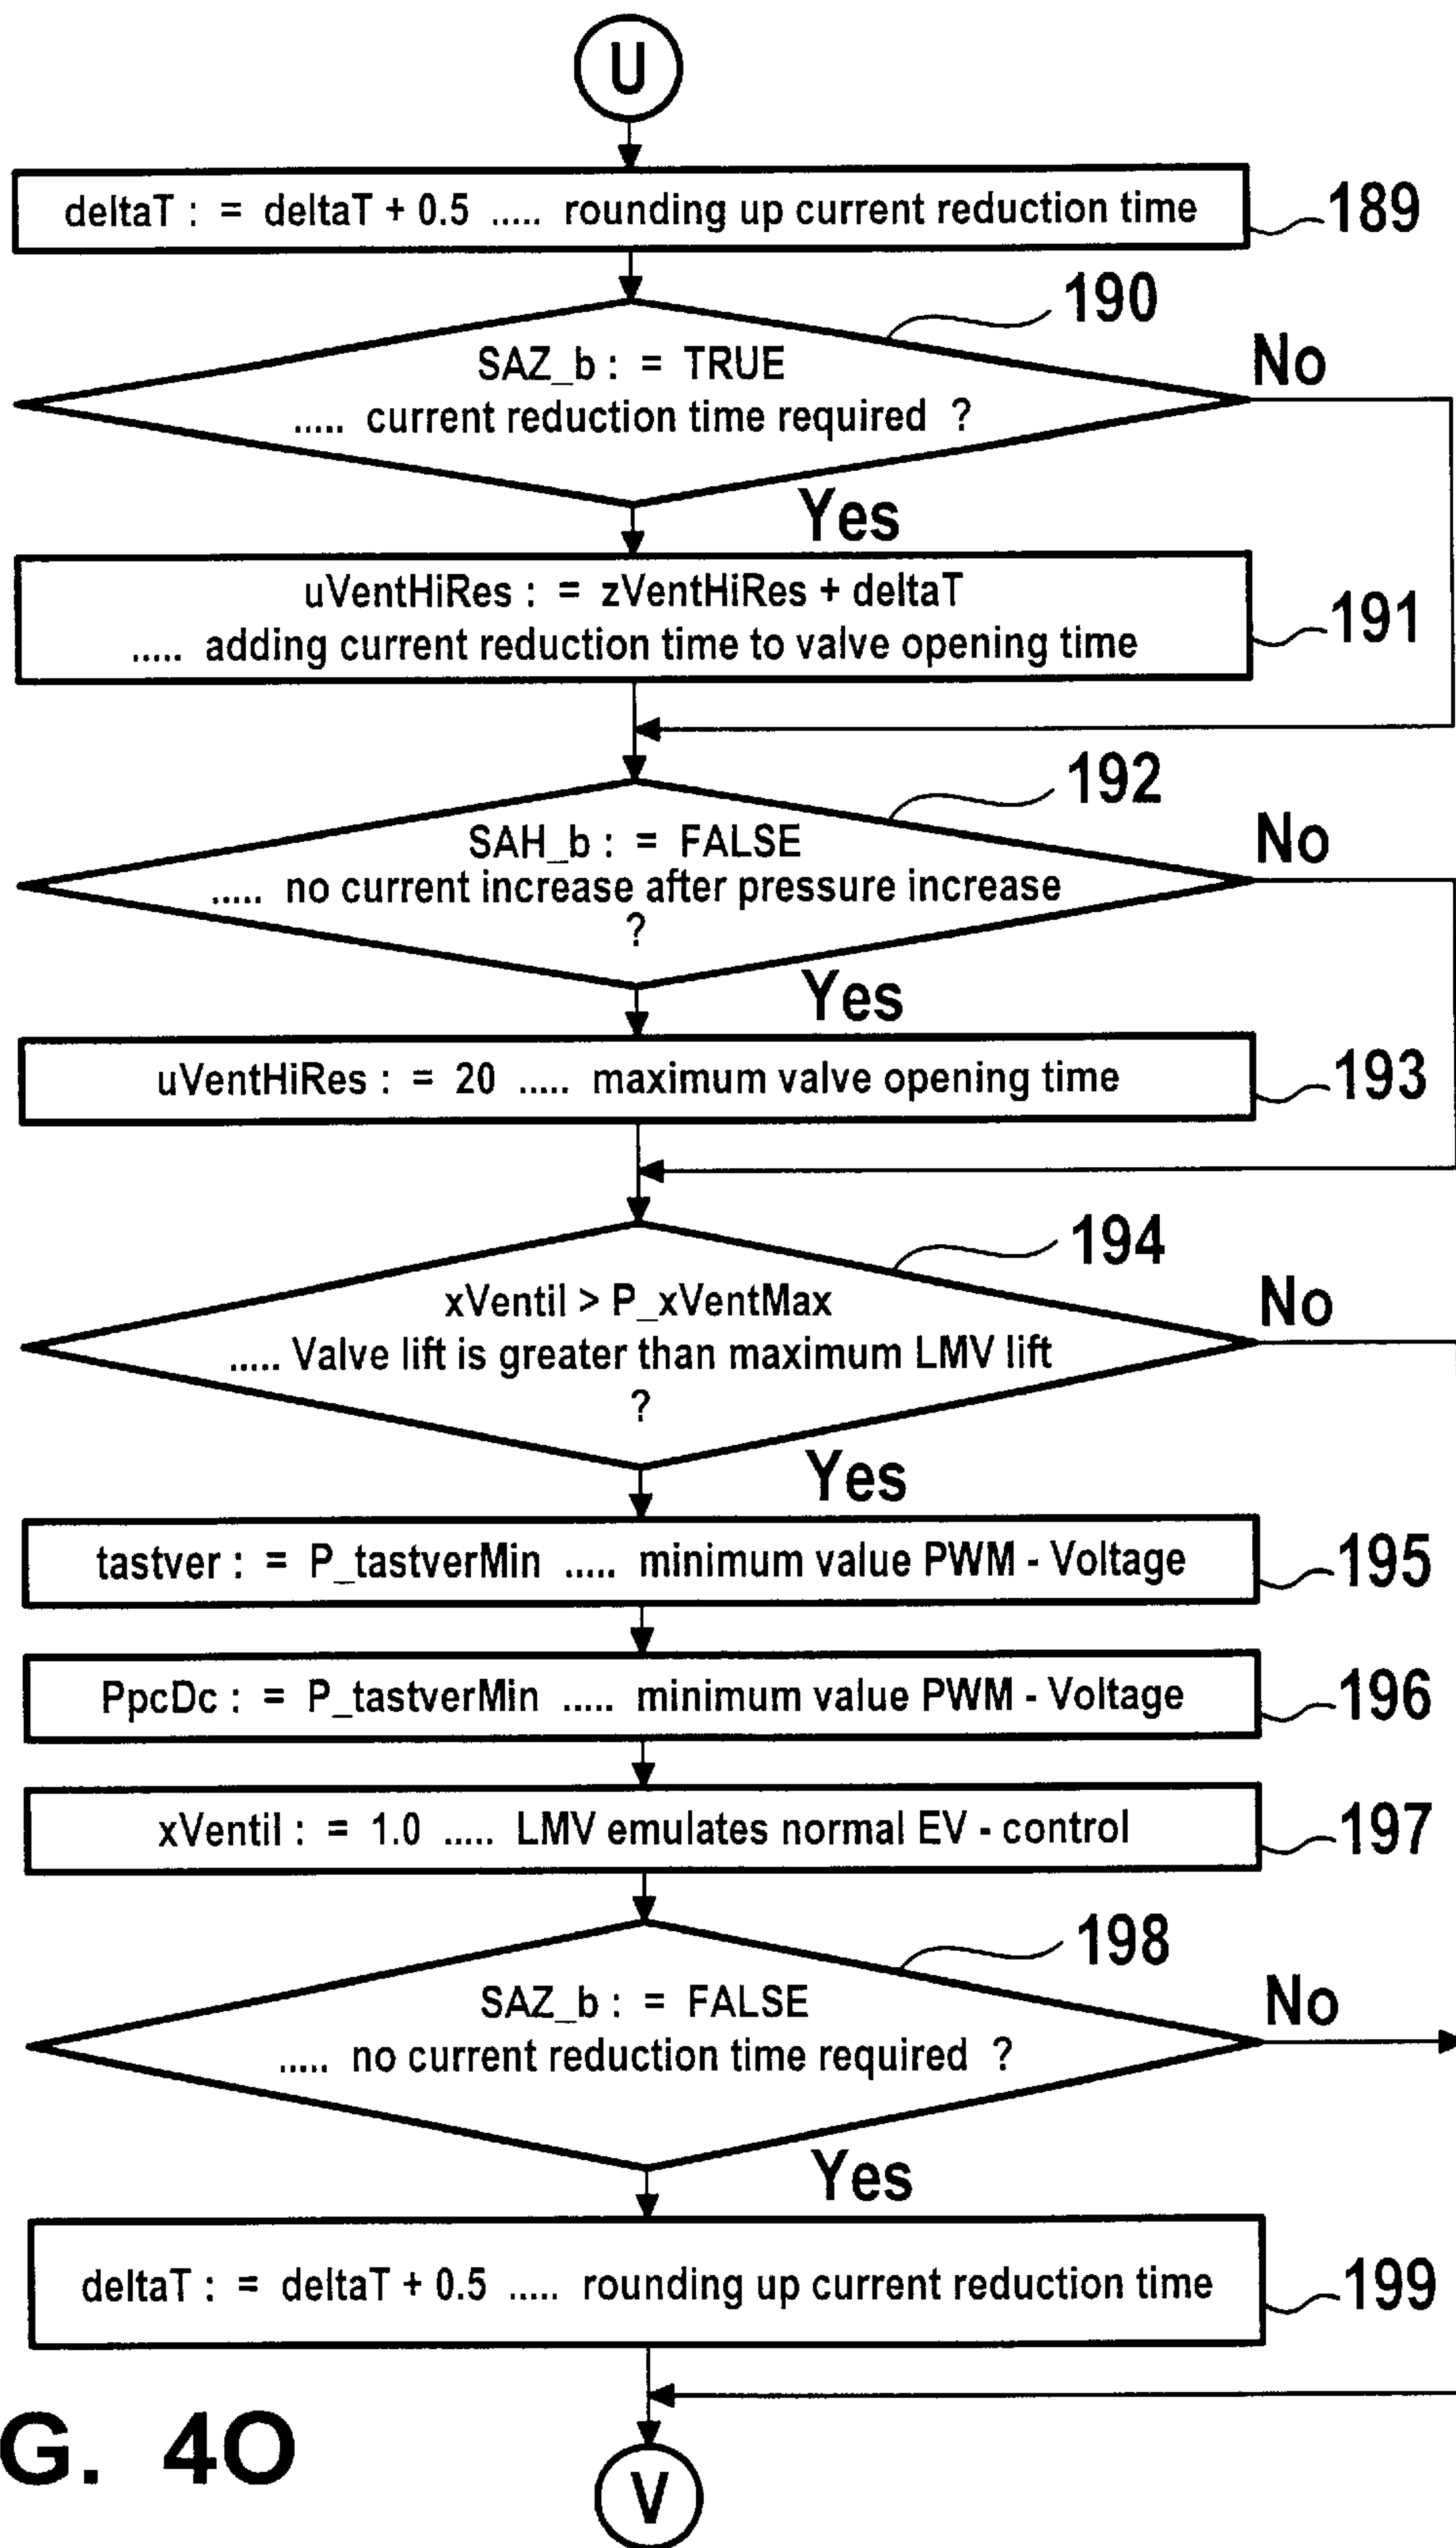 U
deltaT : = deltaT + 0.5 ..... rounding up current reduction time
189
190
SAZ_b : = TRUE
No
..... current reduction time required ?
Yes
uVentHiRes : = zVentHiRes + deltaT
..... adding current reduction time to valve opening time
191
192
SAH_b : = FALSE
No
..... no current increase after pressure increase
?
Yes
uVentHiRes : = 20 ..... maximum valve opening time
193
194
xVentil > P_xVentMax
No
..... Valve lift is greater than maximum LMV lift
?
Yes
tastver : = P_tastverMin ..... minimum value PWM - Voltage
195
PpcDc : = P_tastverMin ..... minimum value PWM - Voltage
196
xVentil : = 1.0 ..... LMV emulates normal EV - control
197
198
SAZ_b : = FALSE
No
..... no current reduction time required ?
Yes
deltaT : = deltaT + 0.5 ..... rounding up current reduction time
199
G. 4O
V